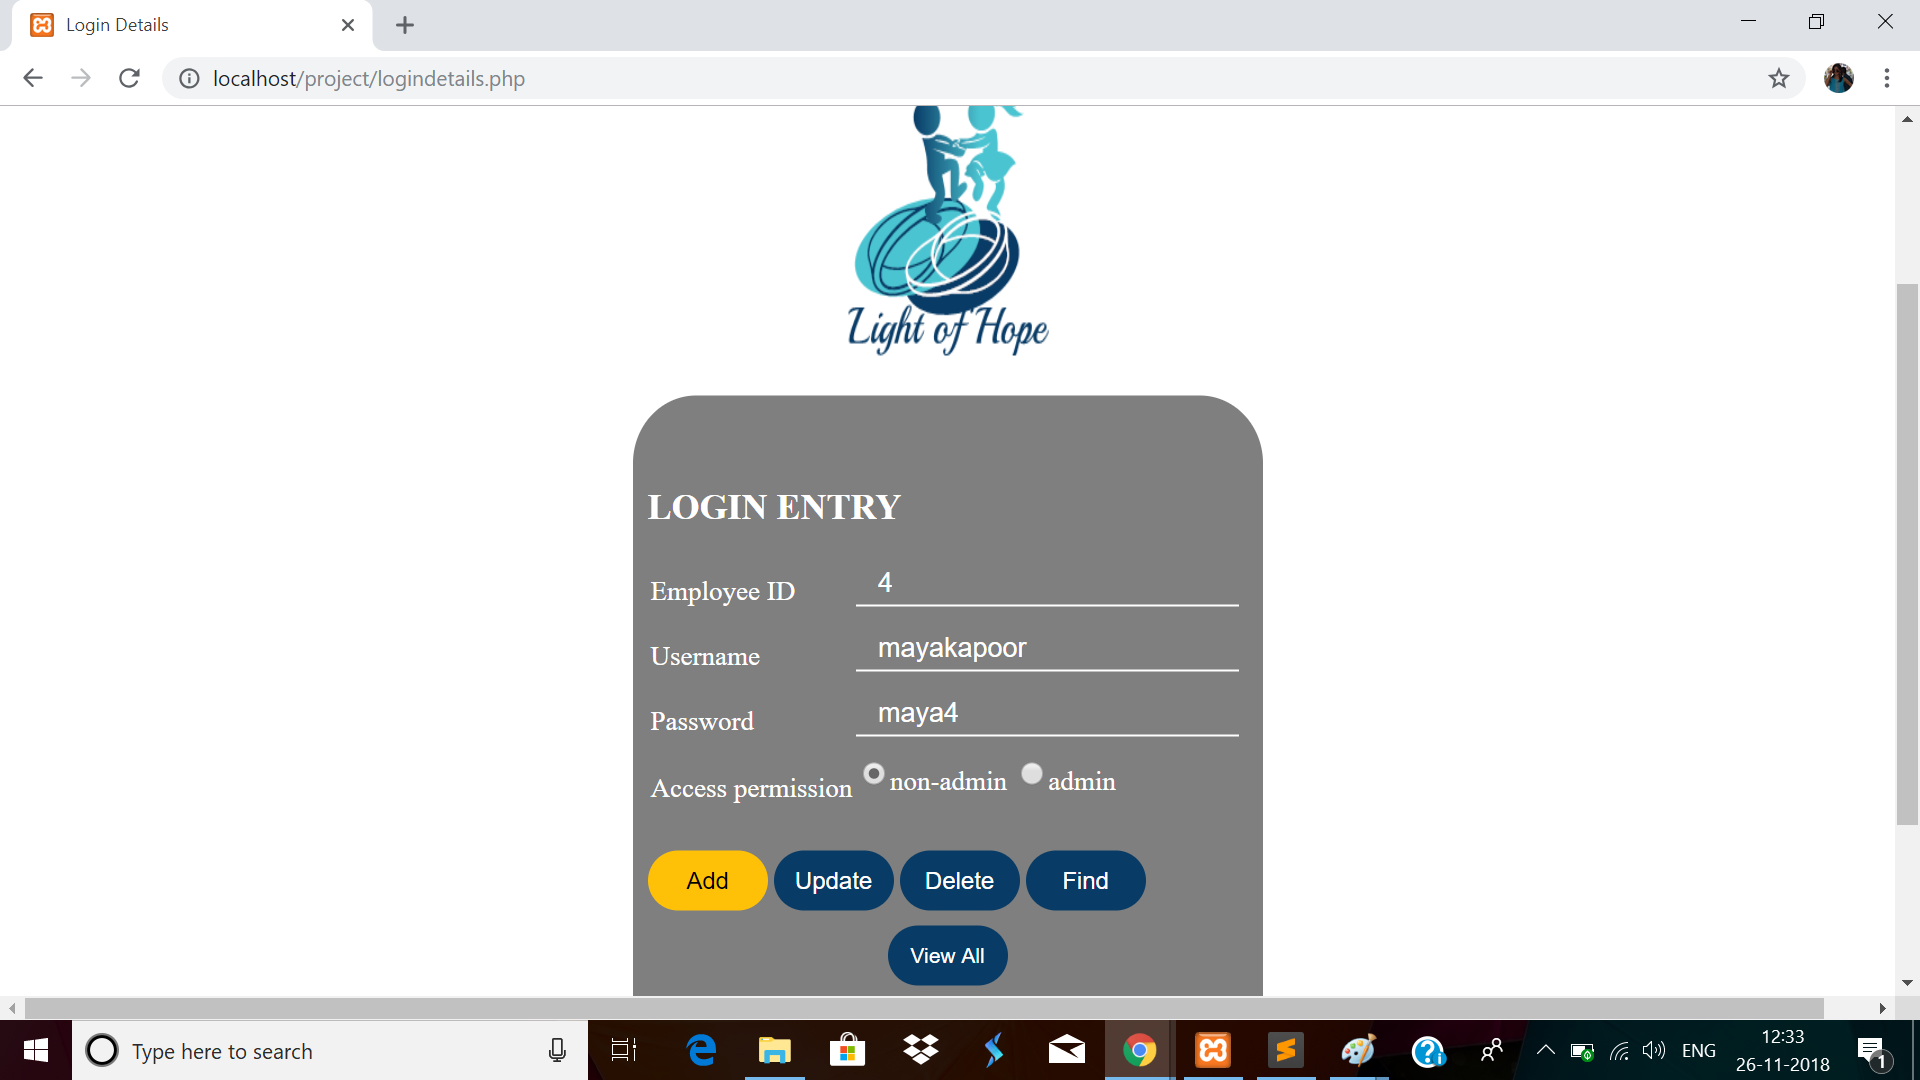 Login Details
localhost/project/logindetails.php
Light of Hope
LOGIN ENTRY
Employee ID 4
Username mayakapoor
Password maya4
Access permission non-admin admin
Add Update Delete Find
View All
Type here to search
ENG
12:33
26-11-2018
1